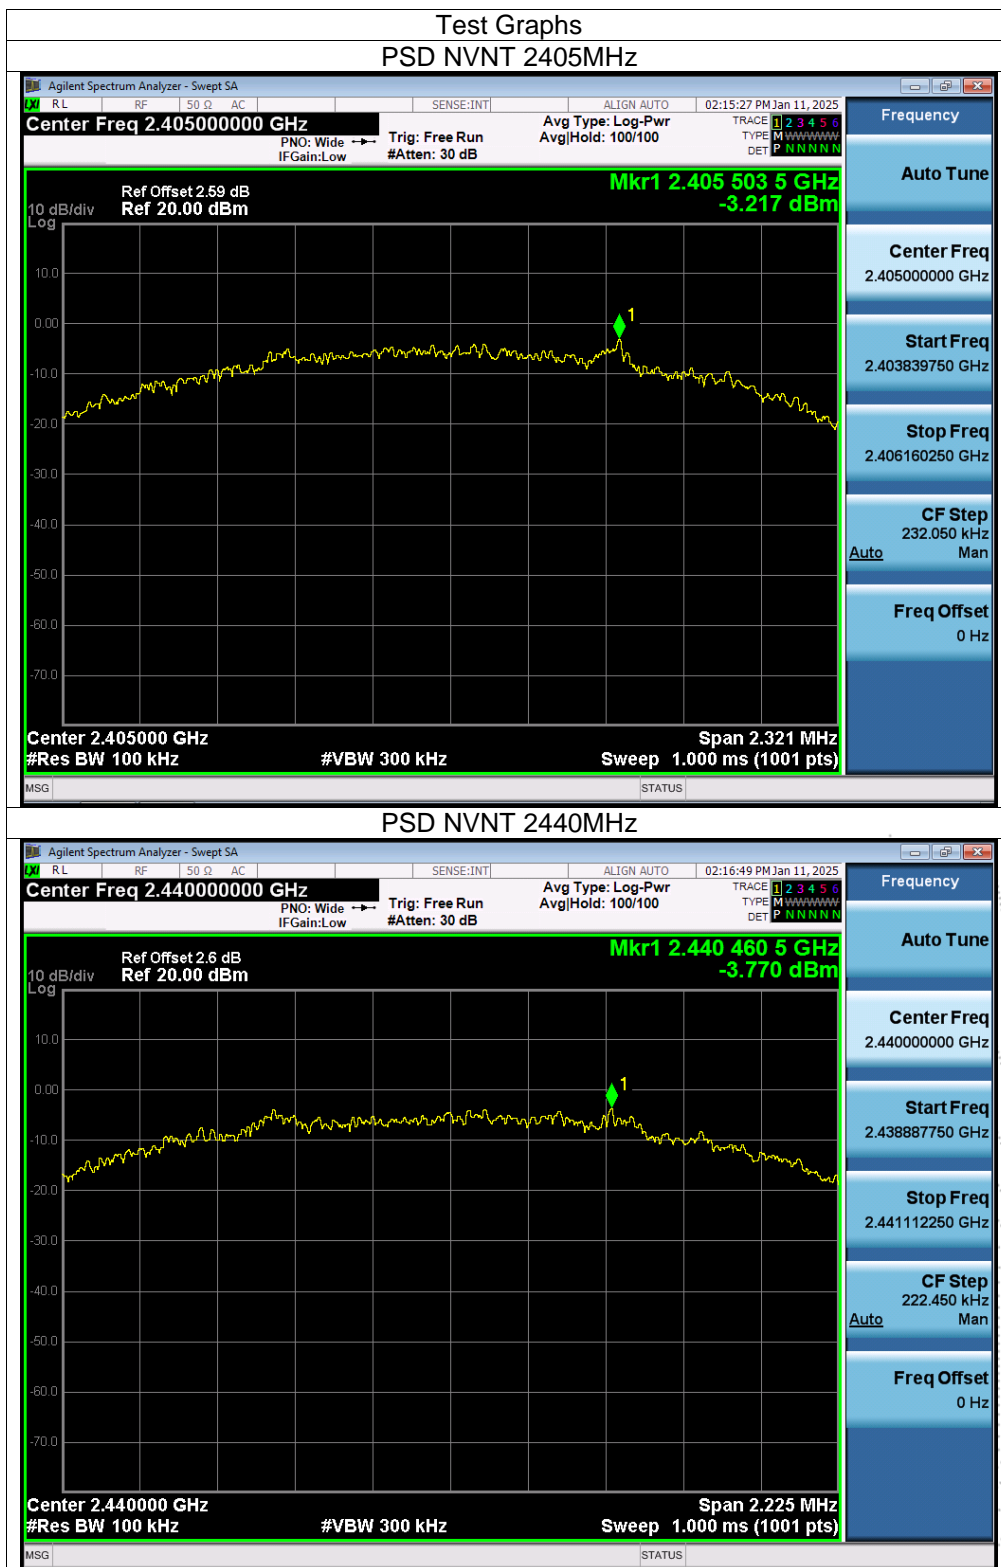 Test Graphs
PSD NVNT 2405MHz
Agilent Spectrum Analyzer - Swept SA
LXI RL RF 50 Ω AC SENSE:INT ALIGN AUTO 02:15:27 PM Jan 11, 2025
Center Freq 2.405000000 GHz
PNO: Wide
IFGain:Low
Trig: Free Run
#Atten: 30 dB
Avg Type: Log-Pwr
Avg|Hold: 100/100
TRACE 1 2 3 4 5 6
TYPE M WWWWW
DET P N N N N N
Mkr1 2.405 503 5 GHz
-3.217 dBm
Ref Offset 2.59 dB
10 dB/div Ref 20.00 dBm
Log
10.0
0.00
-10.0
-20.0
-30.0
-40.0
-50.0
-60.0
-70.0
1
Center 2.405000 GHz Span 2.321 MHz
#Res BW 100 kHz #VBW 300 kHz Sweep 1.000 ms (1001 pts)
MSG STATUS
Frequency
Auto Tune
Center Freq
2.405000000 GHz
Start Freq
2.403839750 GHz
Stop Freq
2.406160250 GHz
CF Step
232.050 kHz
Auto Man
Freq Offset
0 Hz
PSD NVNT 2440MHz
Agilent Spectrum Analyzer - Swept SA
LXI RL RF 50 Ω AC SENSE:INT ALIGN AUTO 02:16:49 PM Jan 11, 2025
Center Freq 2.440000000 GHz
PNO: Wide
IFGain:Low
Trig: Free Run
#Atten: 30 dB
Avg Type: Log-Pwr
Avg|Hold: 100/100
TRACE 1 2 3 4 5 6
TYPE M WWWWW
DET P N N N N N
Mkr1 2.440 460 5 GHz
-3.770 dBm
Ref Offset 2.6 dB
10 dB/div Ref 20.00 dBm
Log
10.0
0.00
-10.0
-20.0
-30.0
-40.0
-50.0
-60.0
-70.0
1
Center 2.440000 GHz Span 2.225 MHz
#Res BW 100 kHz #VBW 300 kHz Sweep 1.000 ms (1001 pts)
MSG STATUS
Frequency
Auto Tune
Center Freq
2.440000000 GHz
Start Freq
2.438887750 GHz
Stop Freq
2.441112250 GHz
CF Step
222.450 kHz
Auto Man
Freq Offset
0 Hz